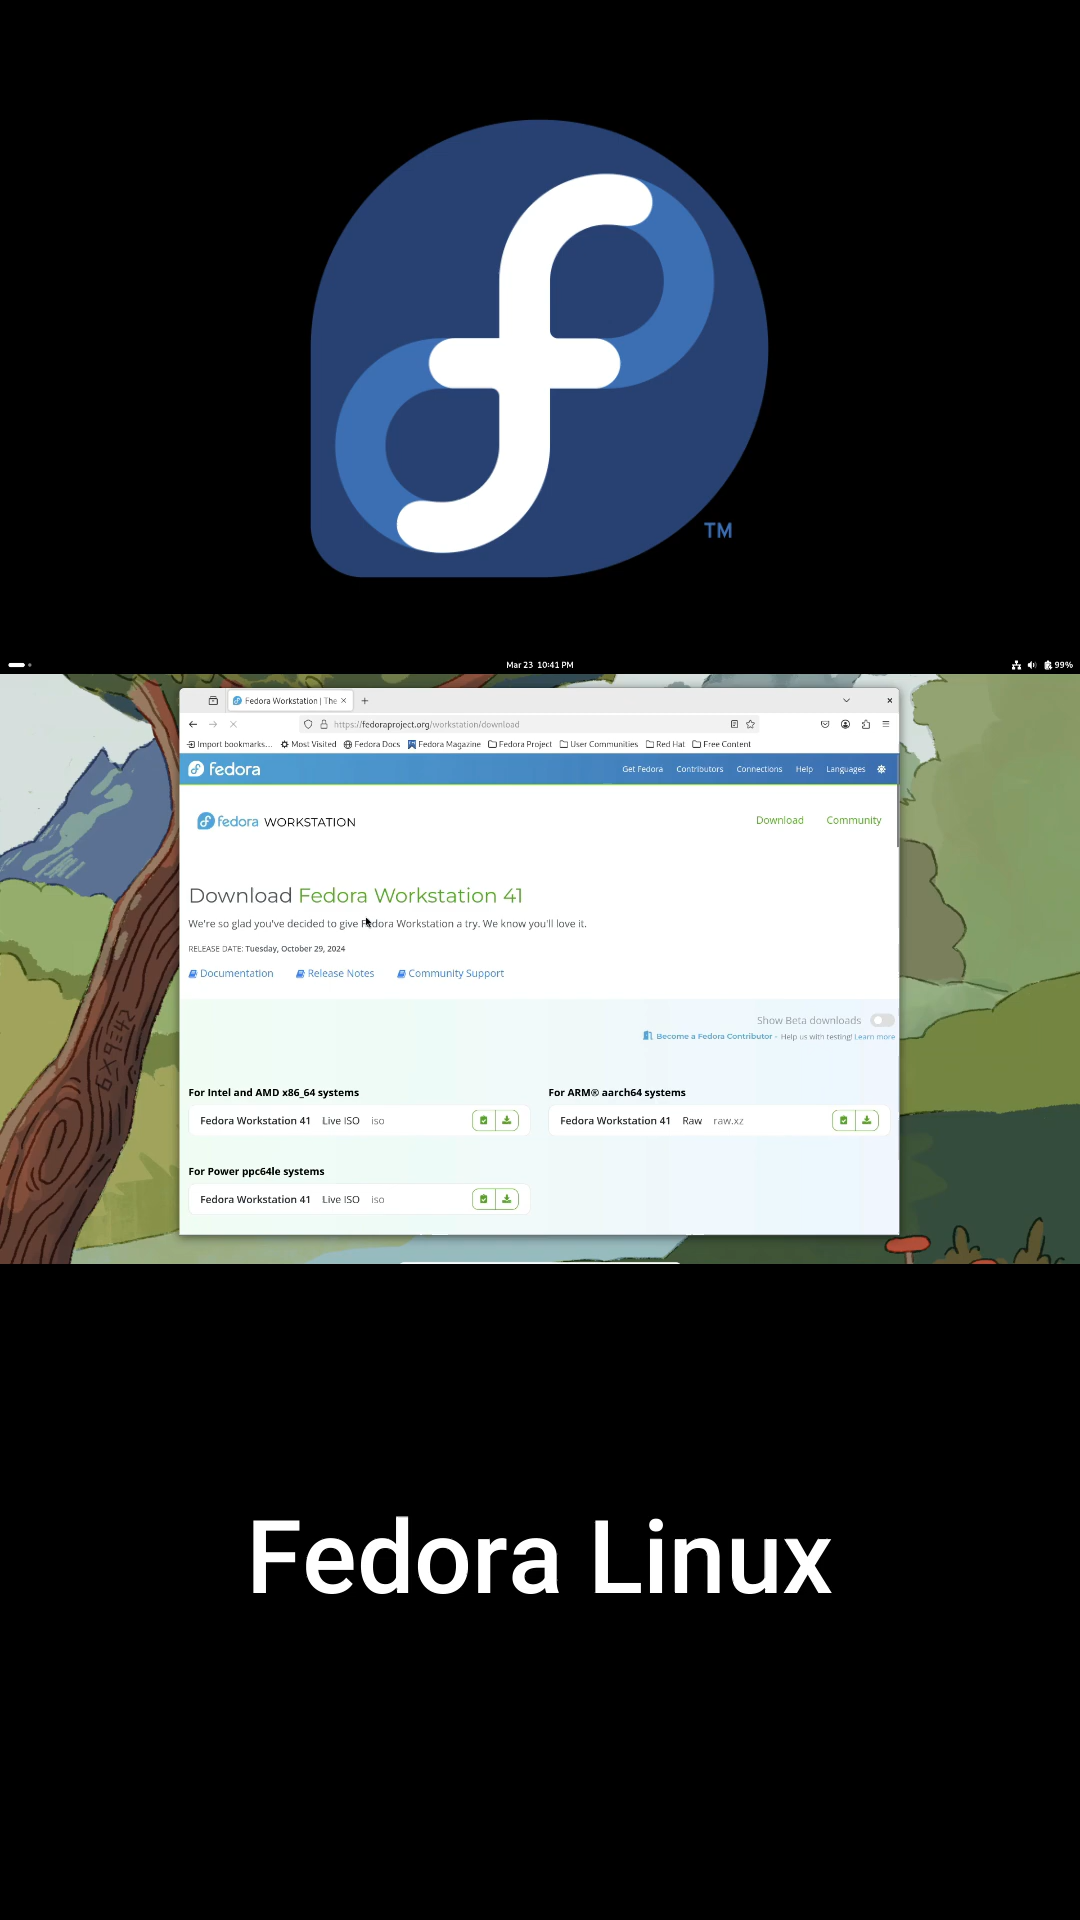 TM
Mar 23 10:41 PM
99%
Fedora Workstation | The
https://fedoraproject.org/workstation/download
Import bookmarks... Most Visited Fedora Docs Fedora Magazine Fedora Project User Communities Red Hat Free Content
fedora Get Fedora Contributors Connections Help Languages
fedora WORKSTATION Download Community
Download Fedora Workstation 41
We're so glad you've decided to give Fedora Workstation a try. We know you'll love it.
RELEASE DATE: Tuesday, October 29, 2024
Documentation Release Notes Community Support
Show Beta downloads
Become a Fedora Contributor - Help us with testing! Learn more
6X9=42
For Intel and AMD x86_64 systems For ARM® aarch64 systems
Fedora Workstation 41 Live ISO iso Fedora Workstation 41 Raw raw.xz
For Power ppc64le systems
Fedora Workstation 41 Live ISO iso
Fedora Linux